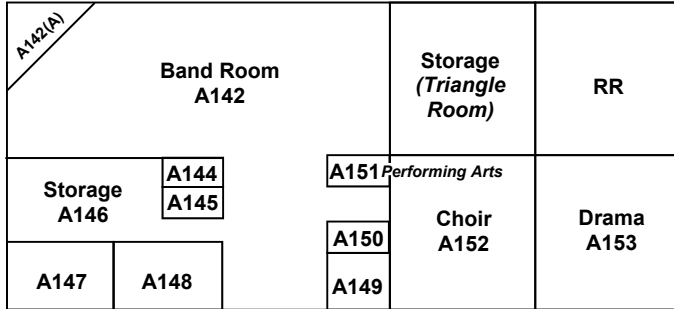 A142(A)
Band Room
A142
Storage
(Triangle
Room)
RR
A144
A145
Storage
A146
A147
A148
A151
Performing Arts
A150
A149
Choir
A152
Drama
A153